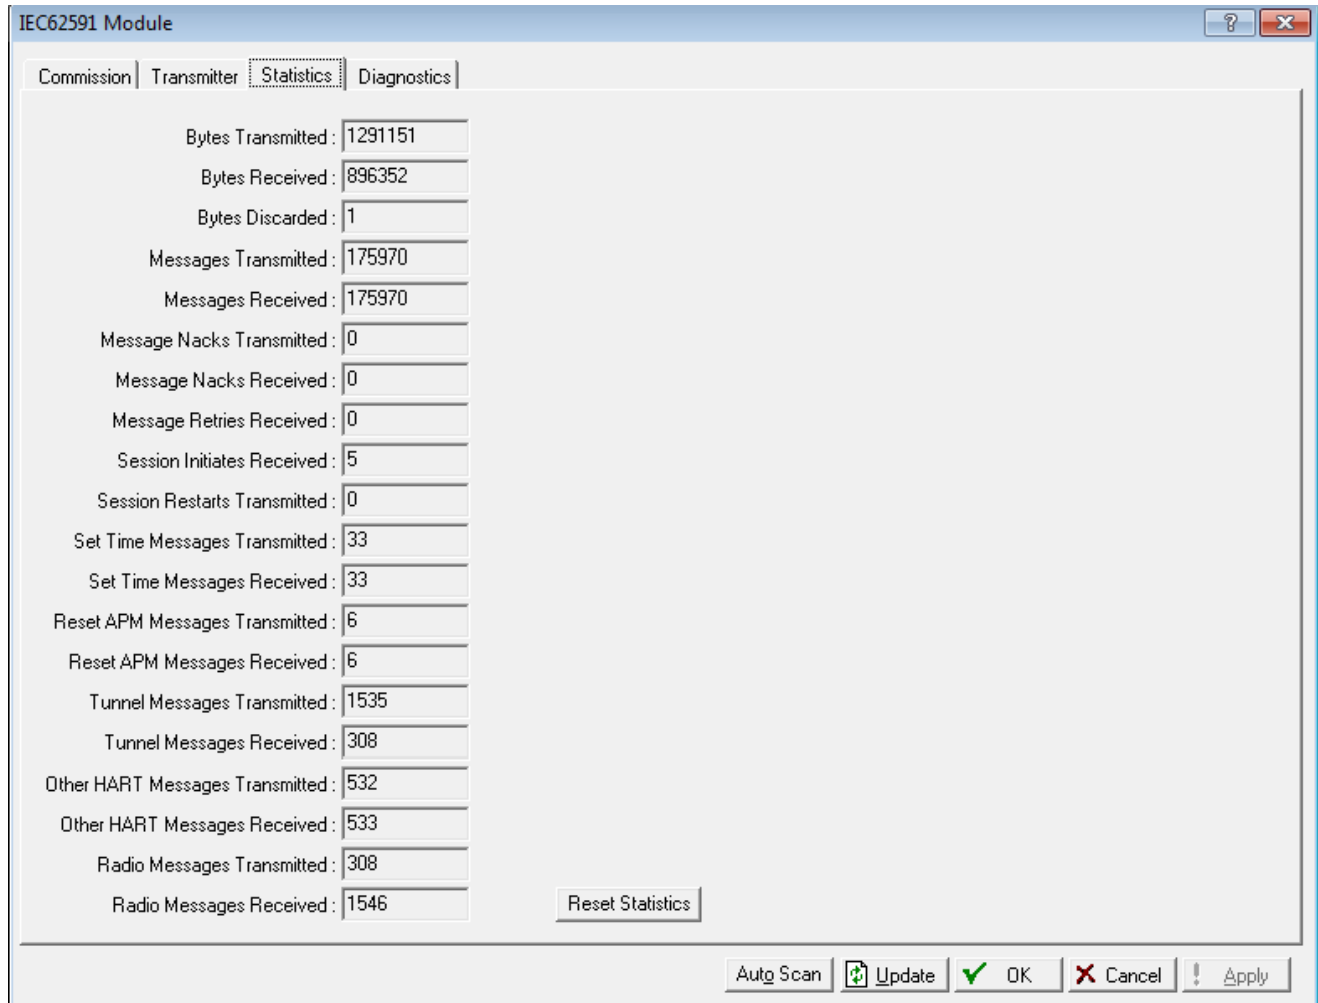 IEC62591 Module
Commission Transmitter Statistics Diagnostics
Bytes Transmitted : 1291151
Bytes Received : 896352
Bytes Discarded : 1
Messages Transmitted : 175970
Messages Received : 175970
Message Nacks Transmitted : 0
Message Nacks Received : 0
Message Retries Received : 0
Session Initiates Received : 5
Session Restarts Transmitted : 0
Set Time Messages Transmitted : 33
Set Time Messages Received : 33
Reset APM Messages Transmitted : 6
Reset APM Messages Received : 6
Tunnel Messages Transmitted : 1535
Tunnel Messages Received : 308
Other HART Messages Transmitted : 532
Other HART Messages Received : 533
Radio Messages Transmitted : 308
Radio Messages Received : 1546 Reset Statistics
Auto Scan Update OK Cancel ! Apply